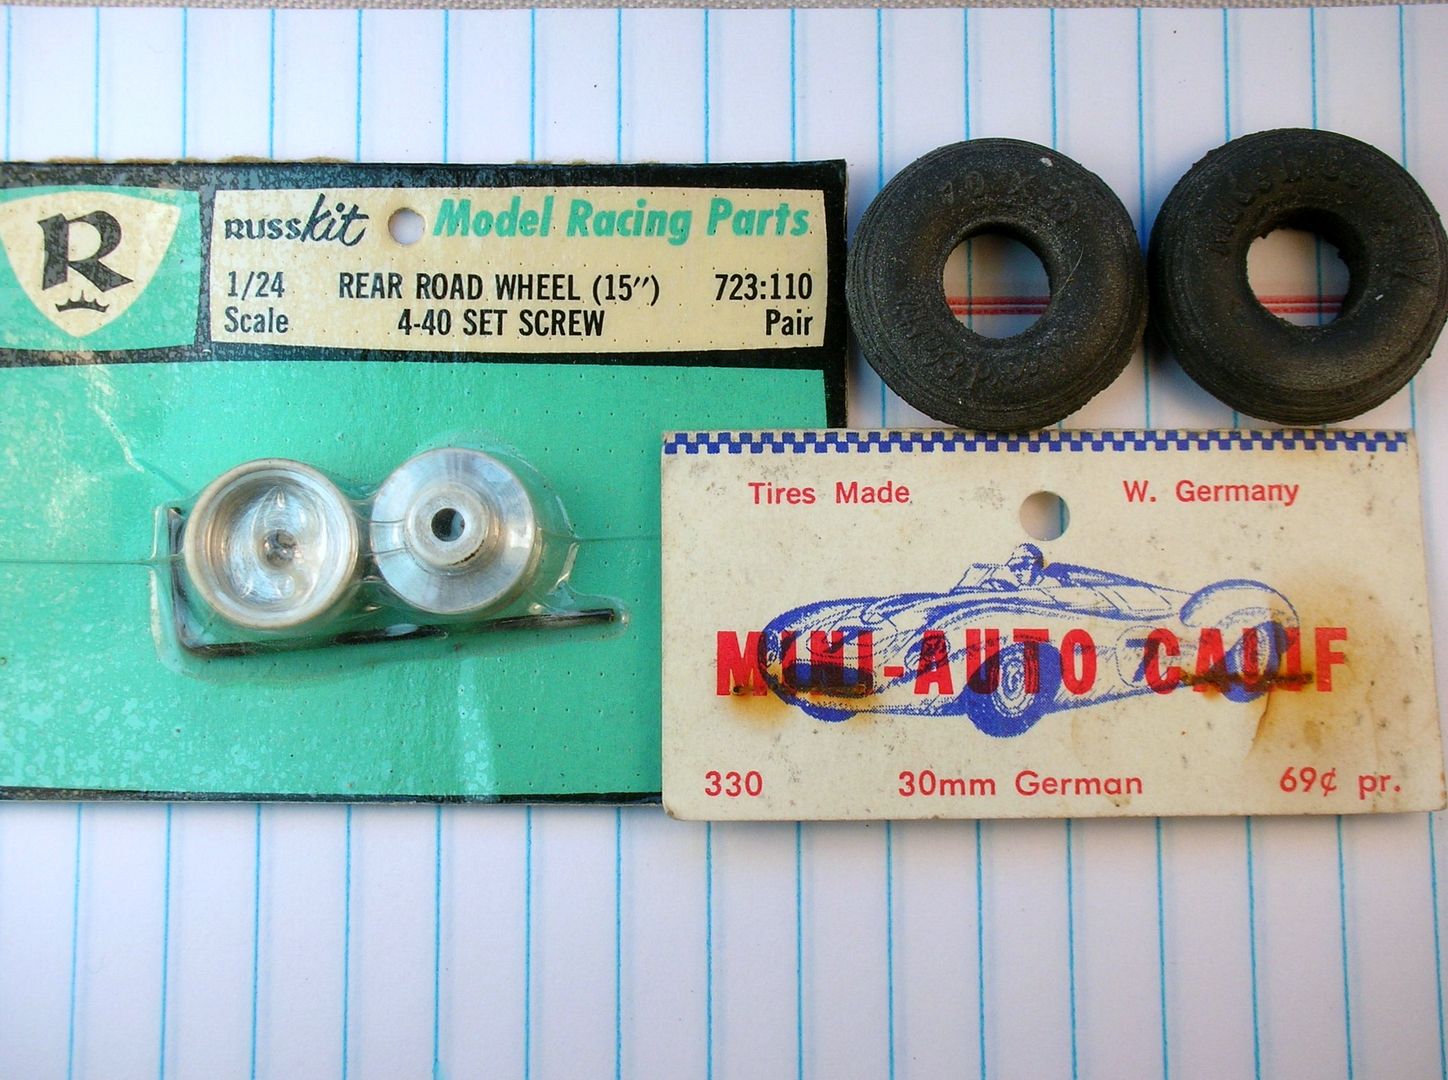 R
RUSSkit Model Racing Parts
1/24 REAR ROAD WHEEL (15") 723:110
Scale 4-40 SET SCREW Pair
Tires Made W. Germany
MINI-AUTO CALIF
7
330 30mm German 69¢ pr.